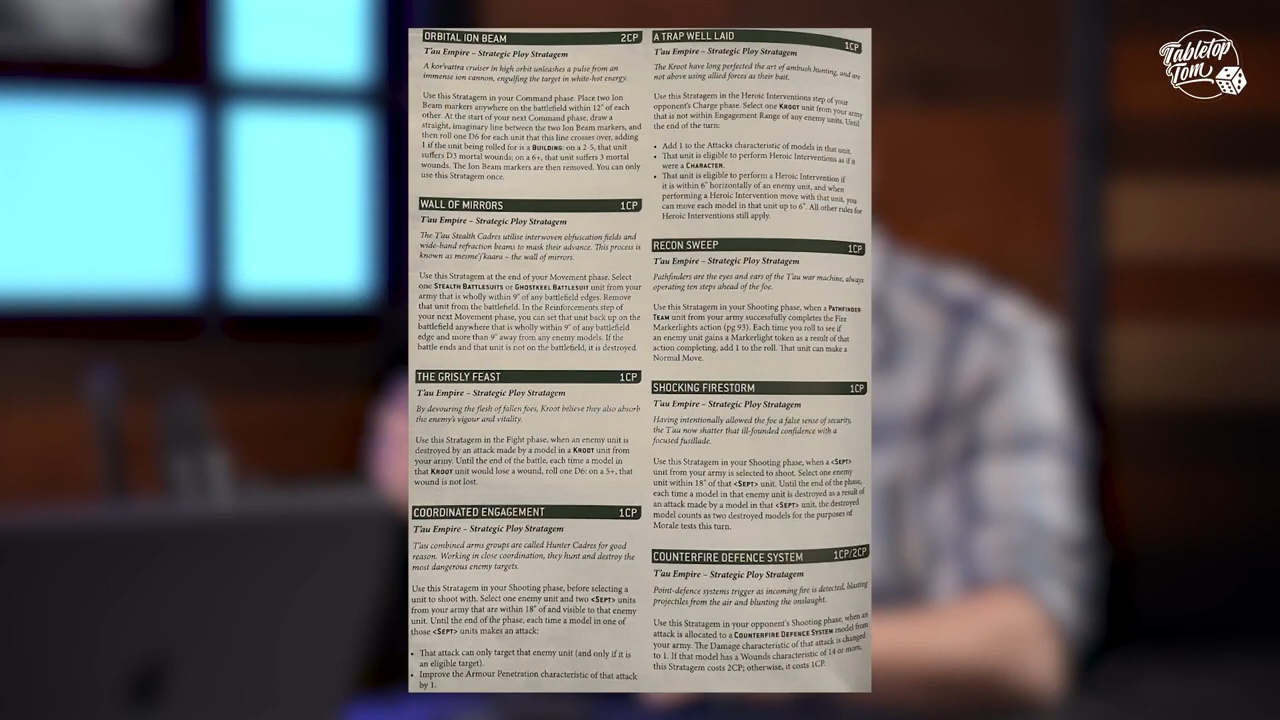 ORBITAL ION BEAM 2CP
T'au Empire – Strategic Ploy Stratagem
A kor'vattra cruiser in high orbit unleashes a pulse from an
immense ion cannon, engulfing the target in white-hot energy.
Use this Stratagem in your Command phase. Place two Ion
Beam markers anywhere on the battlefield within 12" of each
other. At the start of your next Command phase, draw a
straight, imaginary line between the two Ion Beam markers, and
then roll one D6 for each unit that this line crosses over, adding
1 if the unit being rolled for is a BUILDING: on a 2-5, that unit
suffers D3 mortal wounds; on a 6+, that unit suffers 3 mortal
wounds. The Ion Beam markers are then removed. You can only
use this Stratagem once.
WALL OF MIRRORS 1CP
T'au Empire – Strategic Ploy Stratagem
The T'au Stealth Cadres utilise interwoven obfuscation fields and
wide-band refraction beams to mask their advance. This process is
known as mesme'j'kaara – the wall of mirrors.
Use this Stratagem at the end of your Movement phase. Select
one STEALTH BATTLESUITS or GHOSTKEEL BATTLESUIT unit from your
army that is wholly within 9" of any battlefield edges. Remove
that unit from the battlefield. In the Reinforcements step of
your next Movement phase, you can set that unit back up on the
battlefield anywhere that is wholly within 9" of any battlefield
edge and more than 9" away from any enemy models. If the
battle ends and that unit is not on the battlefield, it is destroyed.
THE GRISLY FEAST 1CP
T'au Empire – Strategic Ploy Stratagem
By devouring the flesh of fallen foes, Kroot believe they also absorb
the enemy's vigour and vitality.
Use this Stratagem in the Fight phase, when an enemy unit is
destroyed by an attack made by a model in a KROOT unit from
your army. Until the end of the battle, each time a model in
that KROOT unit would lose a wound, roll one D6: on a 5+, that
wound is not lost.
COORDINATED ENGAGEMENT 1CP
T'au Empire – Strategic Ploy Stratagem
T'au combined arms groups are called Hunter Cadres for good
reason. Working in close coordination, they hunt and destroy the
most dangerous enemy targets.
Use this Stratagem in your Shooting phase, before selecting a
unit to shoot with. Select one enemy unit and two <SEPT> units
from your army that are within 18" of and visible to that enemy
unit. Until the end of the phase, each time a model in one of
those <SEPT> units makes an attack:
• That attack can only target that enemy unit (and only if it is
an eligible target).
• Improve the Armour Penetration characteristic of that attack
by 1.
A TRAP WELL LAID 1CP
T'au Empire – Strategic Ploy Stratagem
The Kroot have long perfected the art of ambush hunting, and are
not above using allied forces as their bait.
Use this Stratagem in the Heroic Interventions step of your
opponent's Charge phase. Select one KROOT unit from your army
that is not within Engagement Range of any enemy units. Until
the end of the turn:
• Add 1 to the Attacks characteristic of models in that unit.
• That unit is eligible to perform Heroic Interventions as if it
were a CHARACTER.
• That unit is eligible to perform a Heroic Intervention if
it is within 6" horizontally of an enemy unit, and when
performing a Heroic Intervention move with that unit, you
can move each model in that unit up to 6". All other rules for
Heroic Interventions still apply.
RECON SWEEP 1CP
T'au Empire – Strategic Ploy Stratagem
Pathfinders are the eyes and ears of the T'au war machine, always
operating ten steps ahead of the foe.
Use this Stratagem in your Shooting phase, when a PATHFINDER
TEAM unit from your army successfully completes the Fire
Markerlights action (pg 93). Each time you roll to see if
an enemy unit gains a Markerlight token as a result of that
action completing, add 1 to the roll. That unit can make a
Normal Move.
SHOCKING FIRESTORM 1CP
T'au Empire – Strategic Ploy Stratagem
Having intentionally allowed the foe a false sense of security,
the T'au now shatter that ill-founded confidence with a
focused fusillade.
Use this Stratagem in your Shooting phase, when a <SEPT>
unit from your army is selected to shoot. Select one enemy
unit within 18" of that <SEPT> unit. Until the end of the phase,
each time a model in that enemy unit is destroyed as a result of
an attack made by a model in that <SEPT> unit, the destroyed
model counts as two destroyed models for the purposes of
Morale tests this turn.
COUNTERFIRE DEFENCE SYSTEM 1CP/2CP
T'au Empire – Strategic Ploy Stratagem
Point-defence systems trigger as incoming fire is detected, blasting
projectiles from the air and blunting the onslaught.
Use this Stratagem in your opponent's Shooting phase, when an
attack is allocated to a COUNTERFIRE DEFENCE SYSTEM model from
your army. The Damage characteristic of that attack is changed
to 1. If that model has a Wounds characteristic of 14 or more,
this Stratagem costs 2CP; otherwise, it costs 1CP.
Tabletop
Tom